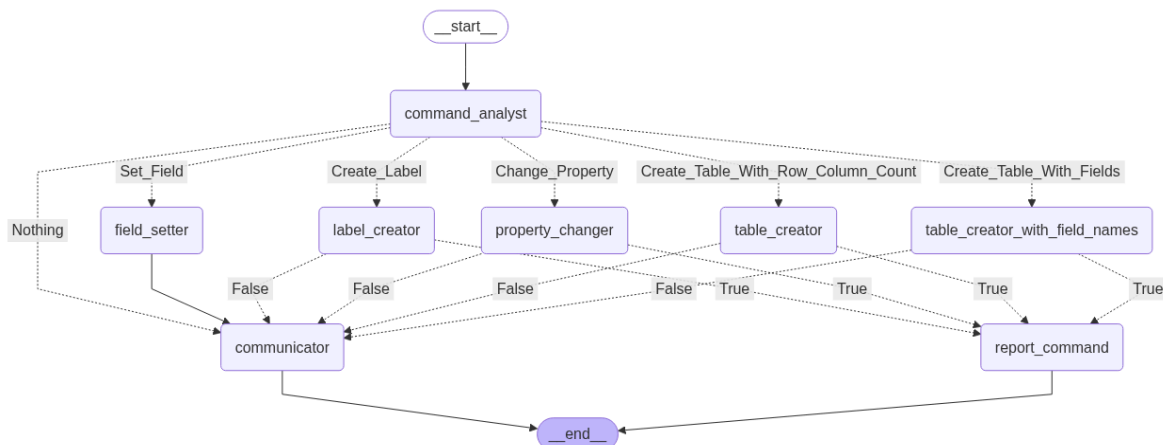 __start__
command_analyst
Set_Field
Create_Label
Change_Property
Create_Table_With_Row_Column_Count
Create_Table_With_Fields
Nothing
field_setter
label_creator
property_changer
table_creator
table_creator_with_field_names
False
False
False
False
True
True
True
True
communicator
report_command
__end__